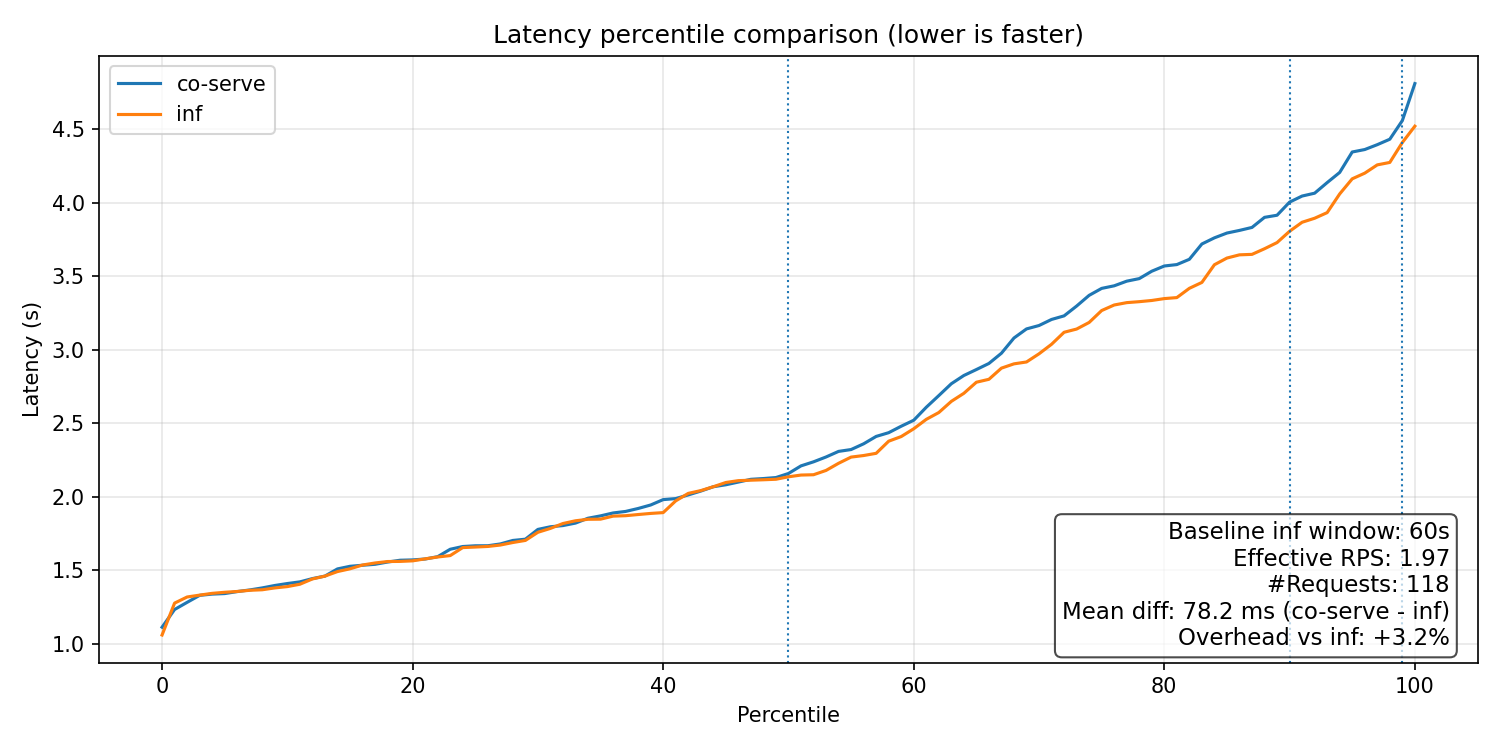 Latency percentile comparison (lower is faster)
co-serve
inf
Latency (s)
4.5
4.0
3.5
3.0
2.5
2.0
1.5
1.0
Baseline inf window: 60s
Effective RPS: 1.97
#Requests: 118
Mean diff: 78.2 ms (co-serve - inf)
Overhead vs inf: +3.2%
0
20
40
60
80
100
Percentile